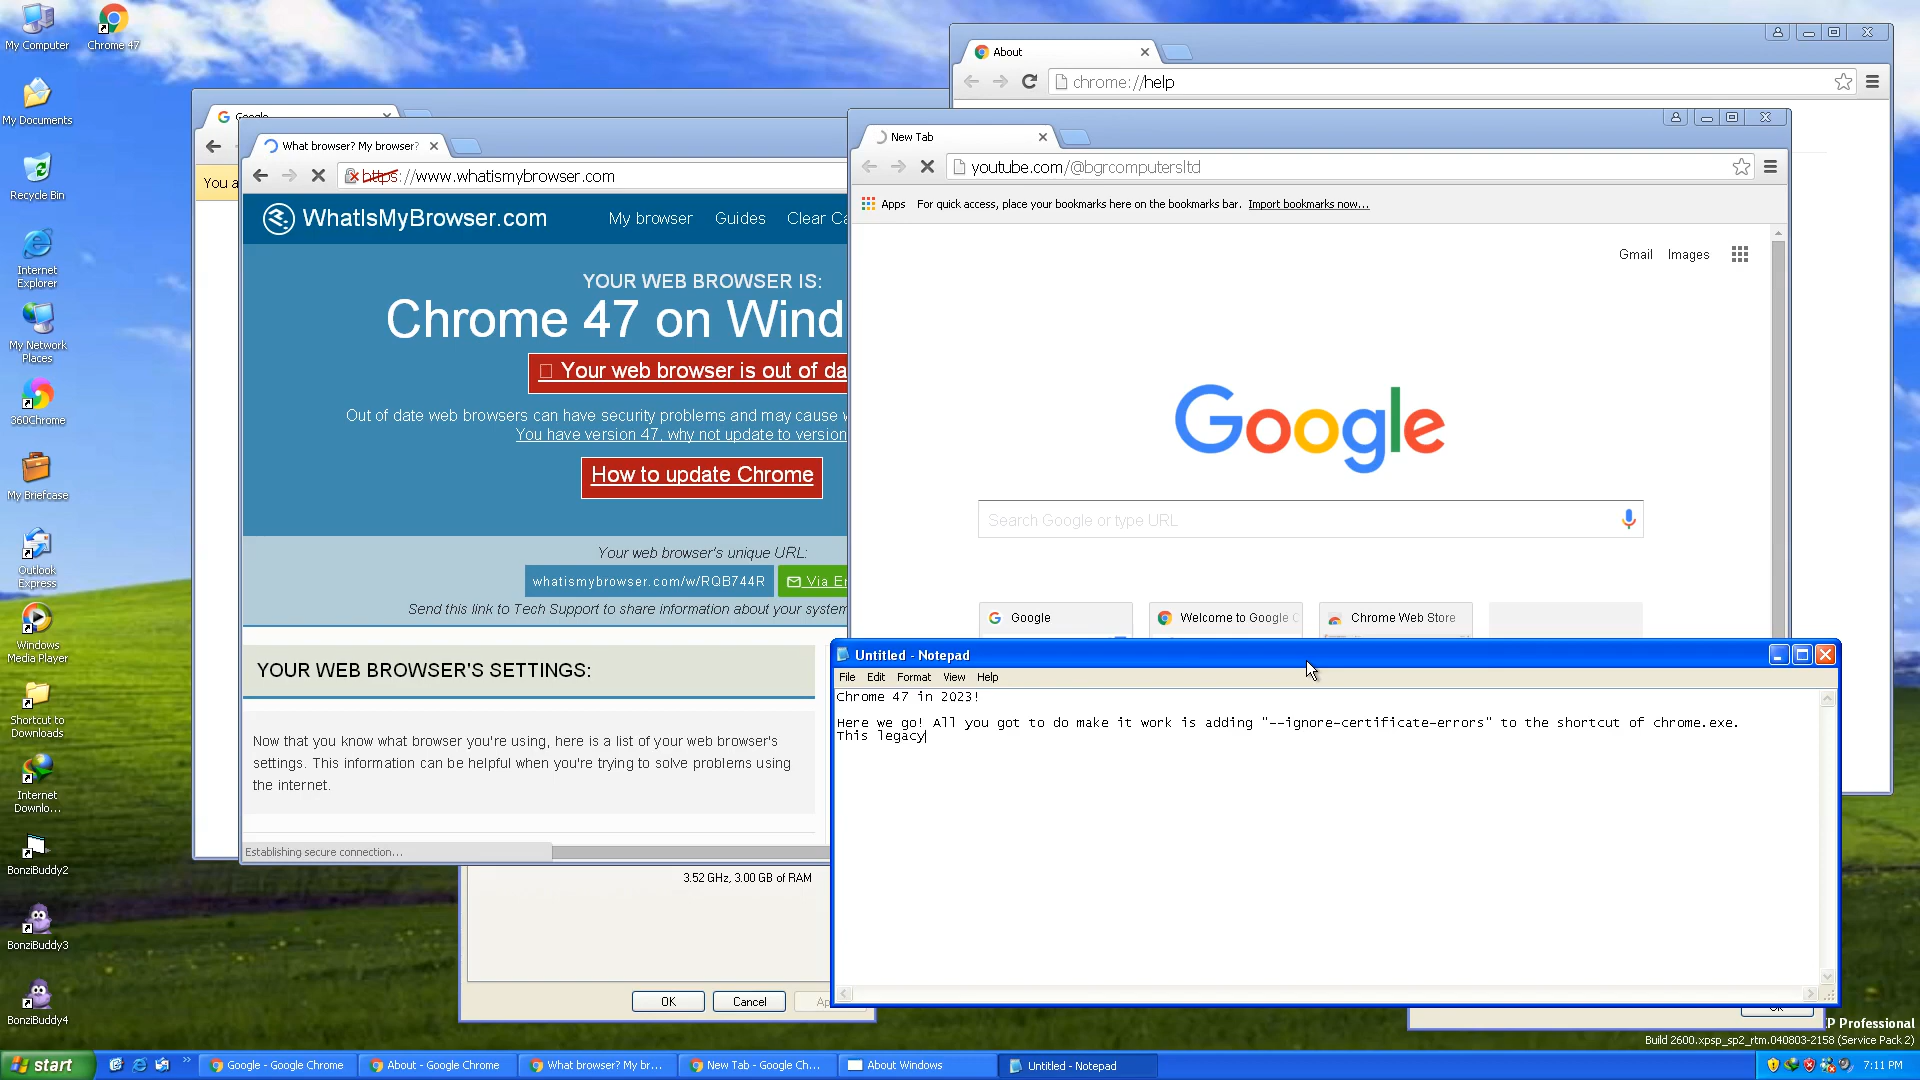 My Computer
Chrome 47
My Documents
Recycle Bin
Internet
Explorer
My Network
Places
360Chrome
My Briefcase
Outlook
Express
Windows
Media Player
Shortcut to
Downloads
Internet
Downlo...
BonziBuddy2
BonziBuddy3
BonziBuddy4
About
chrome://help
Google
You a
What browser? My browser?
https://www.whatismybrowser.com
WhatIsMyBrowser.com
My browser
Guides
Clear Ca
YOUR WEB BROWSER IS:
Chrome 47 on Wind
Your web browser is out of da
Out of date web browsers can have security problems and may cause
You have version 47, why not update to version
How to update Chrome
Your web browser's unique URL:
whatismybrowser.com/w/RQB744R
Via Em
Send this link to Tech Support to share information about your system
YOUR WEB BROWSER'S SETTINGS:
Now that you know what browser you're using, here is a list of your web browser's
settings. This information can be helpful when you're trying to solve problems using
the internet.
Establishing secure connection...
3.52 GHz, 3.00 GB of RAM
OK
Cancel
New Tab
youtube.com/@bgrcomputersltd
Apps
For quick access, place your bookmarks here on the bookmarks bar. Import bookmarks now...
Gmail
Images
Google
Search Google or type URL
Google
Welcome to Google C
Chrome Web Store
Untitled - Notepad
File Edit Format View Help
Chrome 47 in 2023!
Here we go! All you got to do make it work is adding "--ignore-certificate-errors" to the shortcut of chrome.exe.
This legacy
OK
P Professional
Build 2600.xpsp_sp2_rtm.040803-2158 (Service Pack 2)
start
Google - Google Chrome
About - Google Chrome
What browser? My br...
New Tab - Google Ch...
About Windows
Untitled - Notepad
7:11 PM